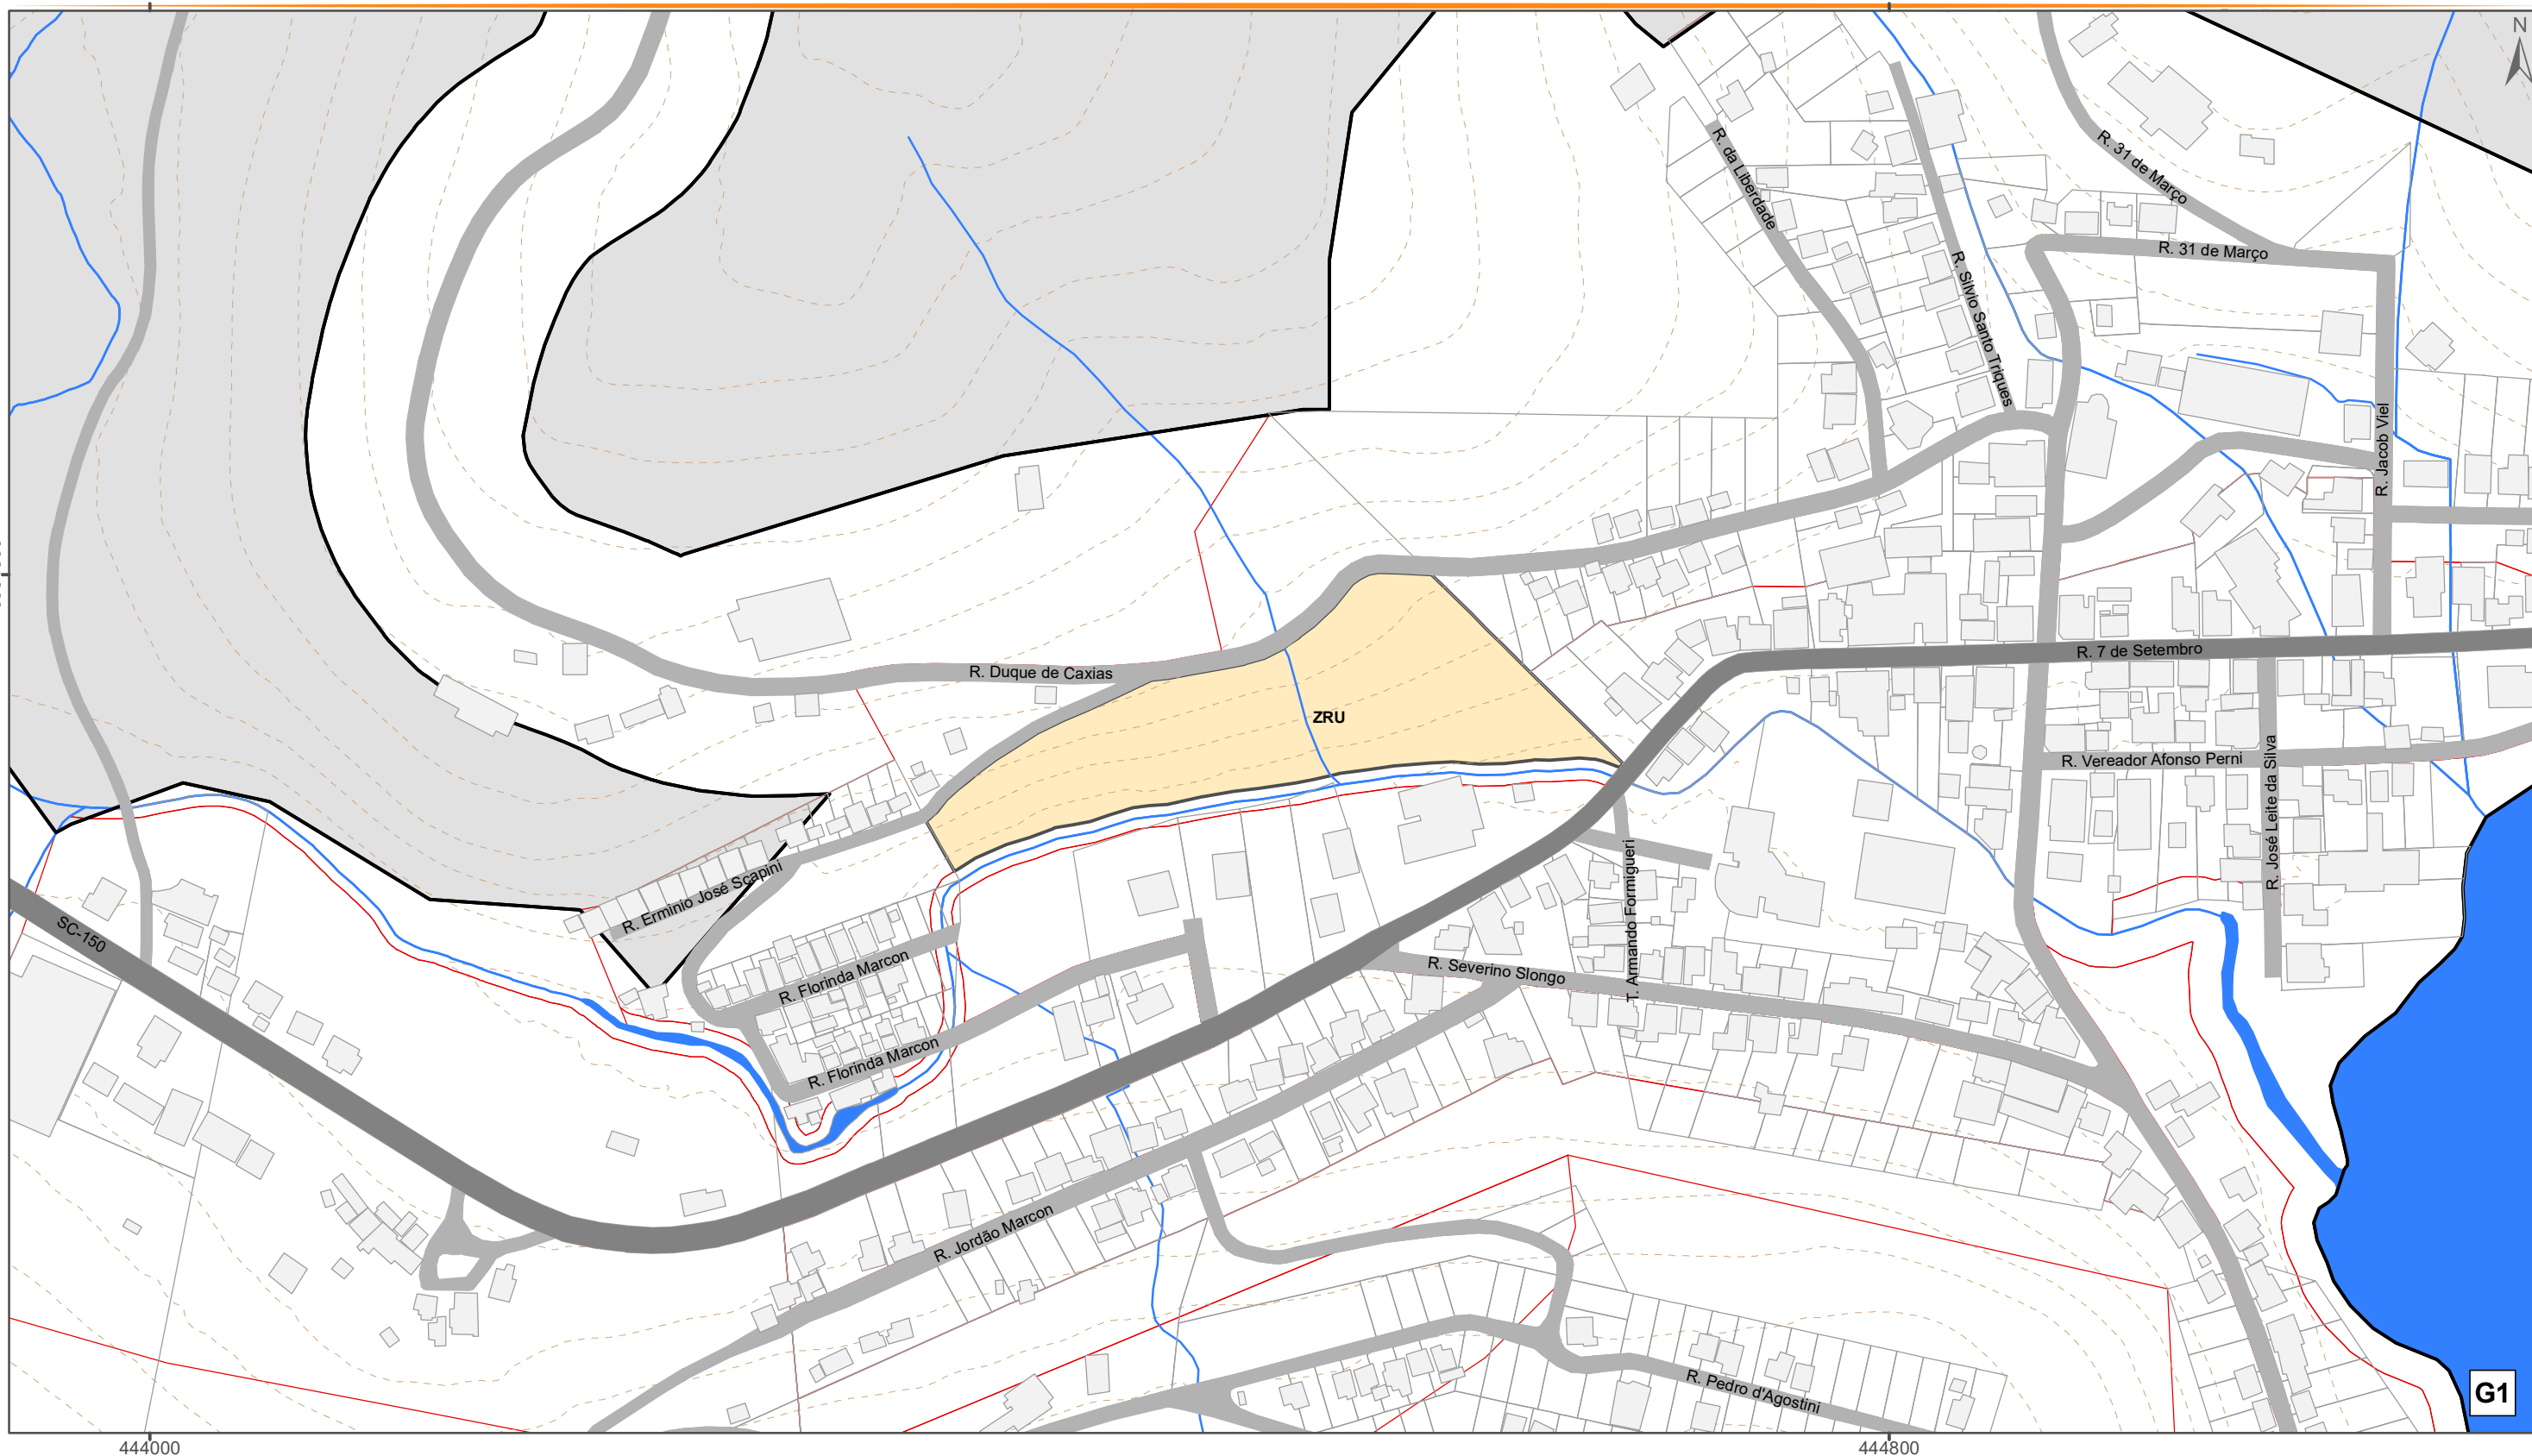 N
R. da Liberdade
R. 31 de Março
R. 31 de Março
R. Silvio Santo Triques
R. Jacob Viel
R. Duque de Caxias
R. 7 de Setembro
ZRU
R. Vereador Afonso Perni
R. José Leite da Silva
R. Erminio José Scapini
T. Armando Formigueri
SC-150
R. Florinda Marcon
R. Severino Slongo
R. Florinda Marcon
R. Jordão Marcon
R. Pedro d'Agostini
G1
444000
444800